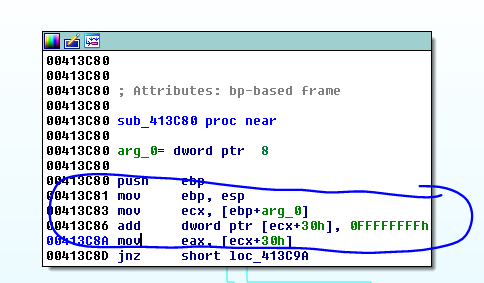 00413C80
00413C80
00413C80 ; Attributes: bp-based frame
00413C80
00413C80 sub_413C80 proc near
00413C80
00413C80 arg_0= dword ptr  8
00413C80
00413C80 push    ebp
00413C81 mov     ebp, esp
00413C83 mov     ecx, [ebp+arg_0]
00413C86 add     dword ptr [ecx+30h], 0FFFFFFFFh
00413C8A mov     eax, [ecx+30h]
00413C8D jnz     short loc_413C9A